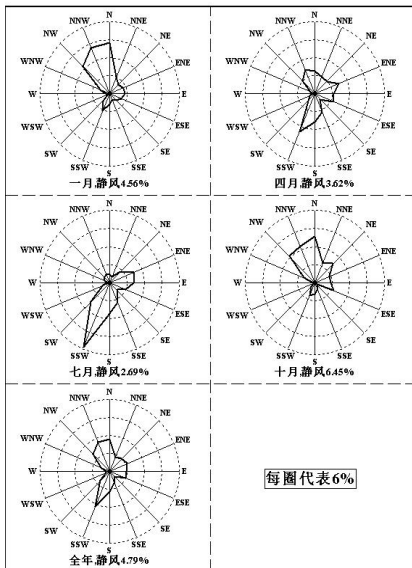 N
NNW NNE
NW NE
WNW ENE
W E
WSW ESE
SW SE
SSW SSE
S
一月,静风4.56%
N
NNW NNE
NW NE
WNW ENE
W E
WSW ESE
SW SE
SSW SSE
S
四月,静风3.62%
N
NNW NNE
NW NE
WNW ENE
W E
WSW ESE
SW SE
SSW SSE
S
七月,静风2.69%
N
NNW NNE
NW NE
WNW ENE
W E
WSW ESE
SW SE
SSW SSE
S
十月,静风6.45%
N
NNW NNE
NW NE
WNW ENE
W E
WSW ESE
SW SE
SSW SSE
S
全年,静风4.79%
每圈代表6%